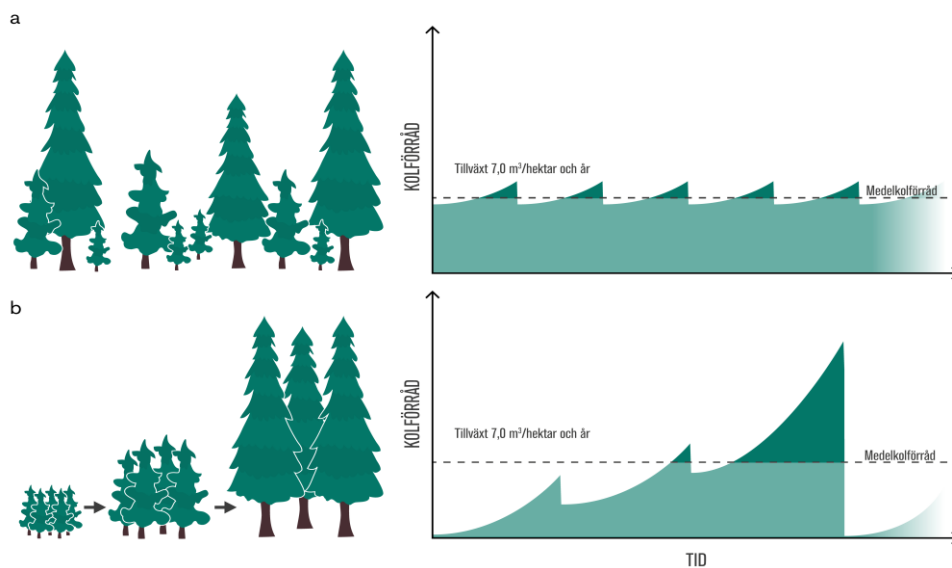 a
KOLFÖRRÅD
Tillväxt 7,0 m³/hektar och år
Medelkolförråd
b
KOLFÖRRÅD
Tillväxt 7,0 m³/hektar och år
Medelkolförråd
TID